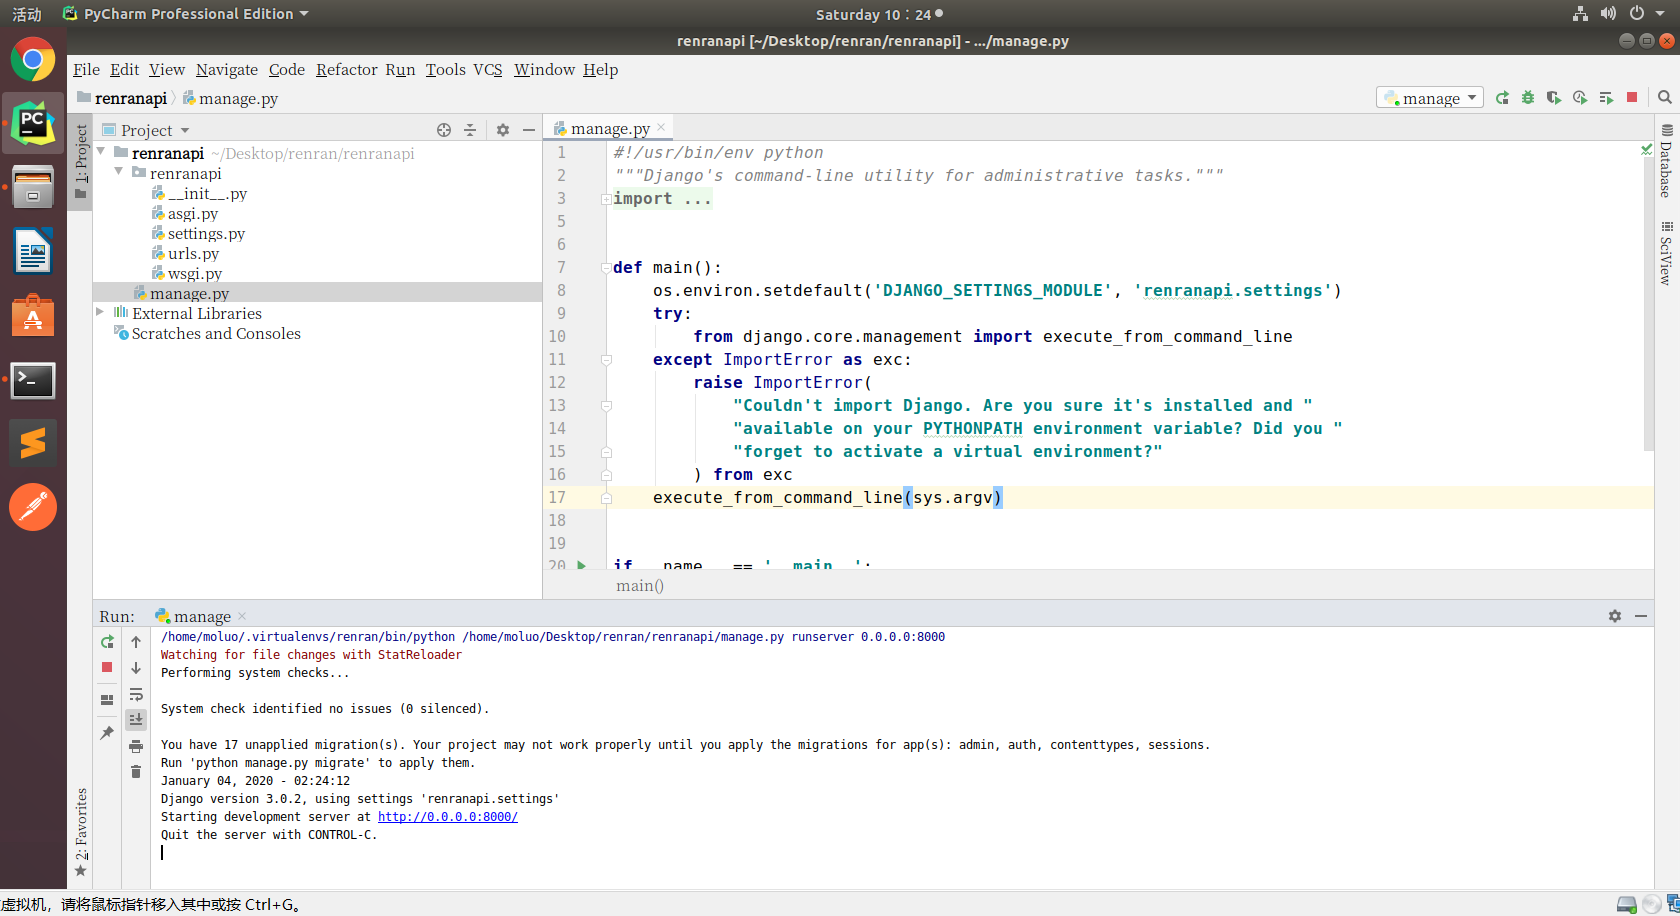 活动
PyCharm Professional Edition
Saturday 10：24
renranapi [~/Desktop/renran/renranapi] - .../manage.py
File Edit View Navigate Code Refactor Run Tools VCS Window Help
renranapi
manage.py
manage
1: Project
Project
renranapi ~/Desktop/renran/renranapi
renranapi
__init__.py
asgi.py
settings.py
urls.py
wsgi.py
manage.py
External Libraries
Scratches and Consoles
manage.py
1 #!/usr/bin/env python
2 """Django's command-line utility for administrative tasks."""
3 import ...
5
6
7 def main():
8 os.environ.setdefault('DJANGO_SETTINGS_MODULE', 'renranapi.settings')
9 try:
10 from django.core.management import execute_from_command_line
11 except ImportError as exc:
12 raise ImportError(
13 "Couldn't import Django. Are you sure it's installed and "
14 "available on your PYTHONPATH environment variable? Did you "
15 "forget to activate a virtual environment?"
16 ) from exc
17 execute_from_command_line(sys.argv)
18
19
20 if __name__ == '__main__':
main()
Database
SciView
Run:
manage
/home/moluo/.virtualenvs/renran/bin/python /home/moluo/Desktop/renran/renranapi/manage.py runserver 0.0.0.0:8000
Watching for file changes with StatReloader
Performing system checks...
System check identified no issues (0 silenced).
You have 17 unapplied migration(s). Your project may not work properly until you apply the migrations for app(s): admin, auth, contenttypes, sessions.
Run 'python manage.py migrate' to apply them.
January 04, 2020 - 02:24:12
Django version 3.0.2, using settings 'renranapi.settings'
Starting development server at http://0.0.0.0:8000/
Quit the server with CONTROL-C.
2: Favorites
虚拟机，请将鼠标指针移入其中或按 Ctrl+G。